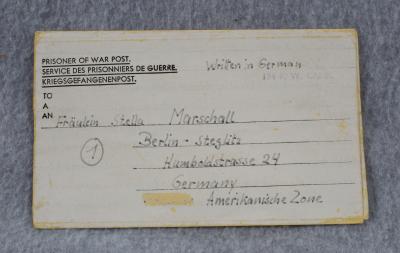 PRISONER OF WAR POST.
SERVICE DES PRISONNIERS DE GUERRE.
KRIEGSGEFANGENENPOST.
Written in German
TO
A
AN
Fräulein Stella Marschall
1
Berlin - Steglitz
Humboldtstrasse 24
Germany
Amerikanische Zone